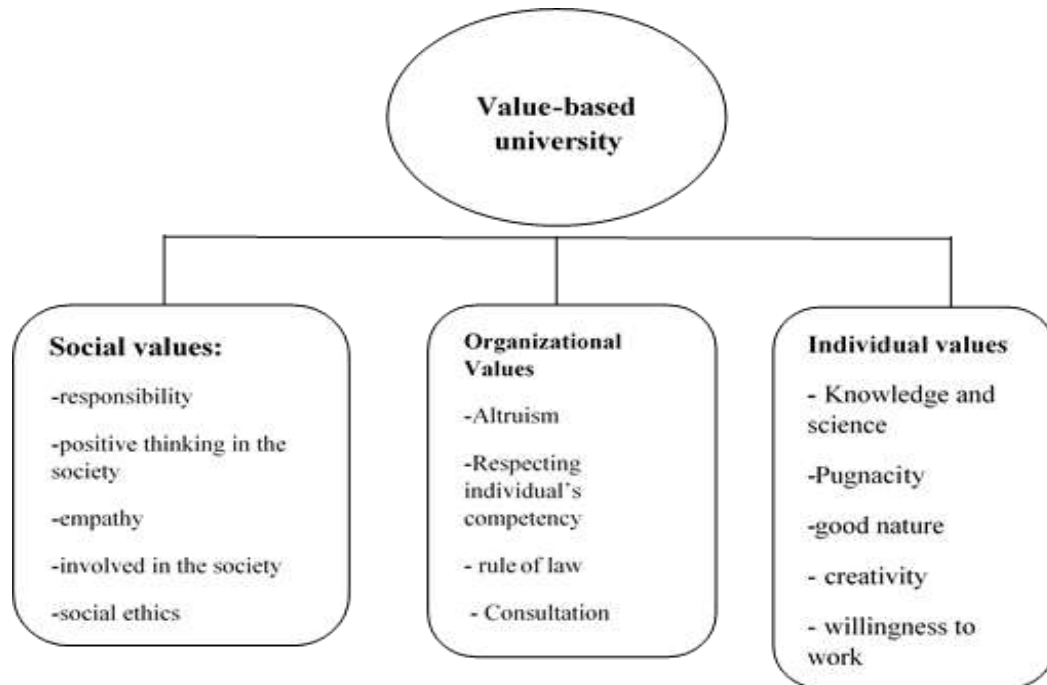 Value-based
university
Social values:
-responsibility
-positive thinking in the
society
-empathy
-involved in the society
-social ethics
Organizational
Values
-Altruism
-Respecting
individual's
competency
- rule of law
- Consultation
Individual values
- Knowledge and
science
-Pugnacity
-good nature
- creativity
- willingness to
work